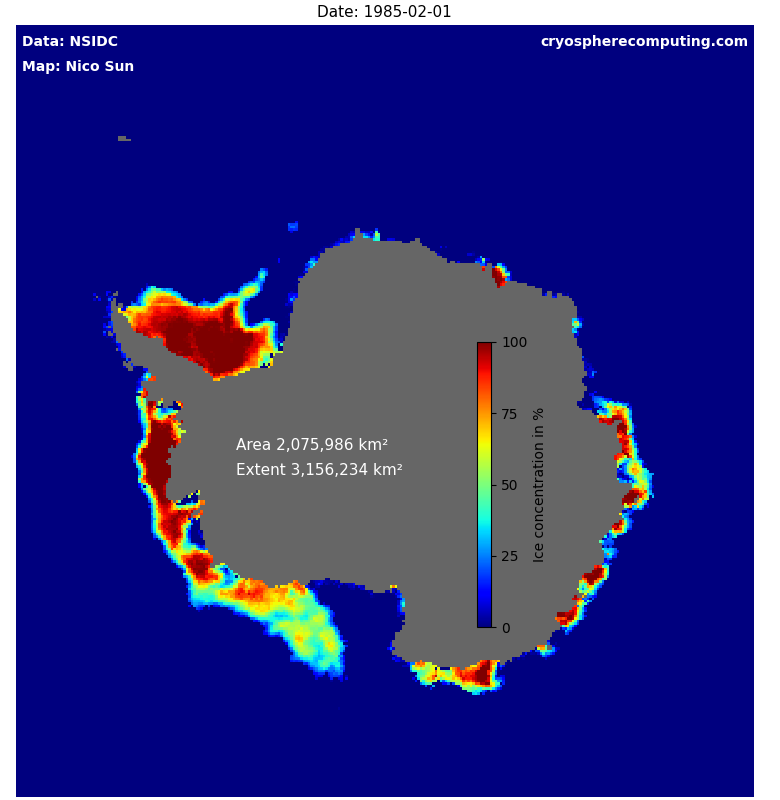 Date: 1985-02-01
Data: NSIDC
cryospherecomputing.com
Map: Nico Sun
100
75
50
25
0
Ice concentration in %
Area 2,075,986 km²
Extent 3,156,234 km²